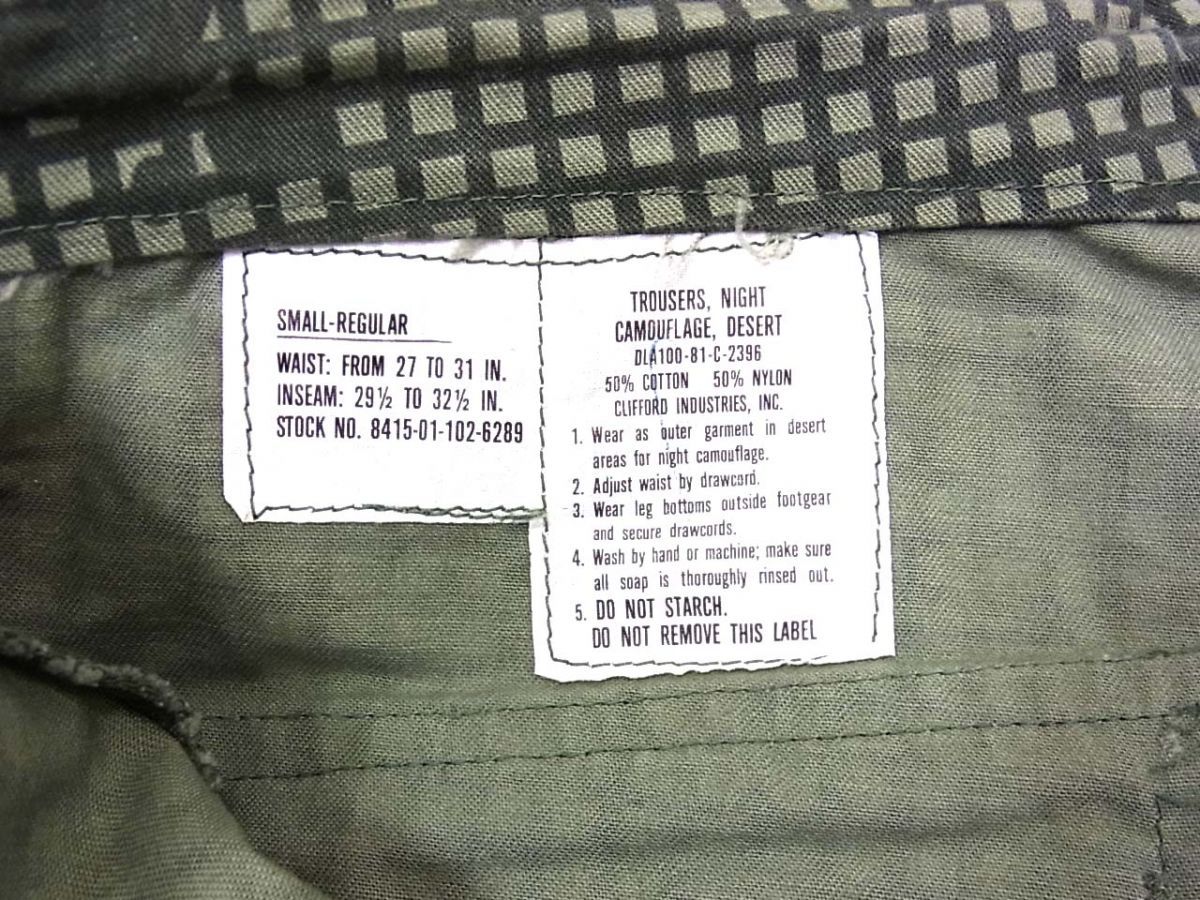 SMALL-REGULAR
WAIST: FROM 27 TO 31 IN.
INSEAM: 29½ TO 32½ IN.
STOCK NO. 8415-01-102-6289
TROUSERS, NIGHT
CAMOUFLAGE, DESERT
DLA100-81-C-2396
50% COTTON 50% NYLON
CLIFFORD INDUSTRIES, INC.
1. Wear as outer garment in desert
areas for night camouflage.
2. Adjust waist by drawcord.
3. Wear leg bottoms outside footgear
and secure drawcords.
4. Wash by hand or machine; make sure
all soap is thoroughly rinsed out.
5. DO NOT STARCH.
DO NOT REMOVE THIS LABEL